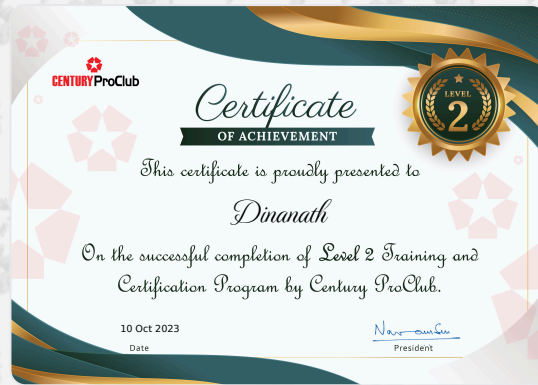 CENTURY ProClub
LEVEL
2
Certificate
OF ACHIEVEMENT
This certificate is proudly presented to
Dinanath
On the successful completion of Level 2 Training and
Certification Program by Century ProClub.
10 Oct 2023
Date
President